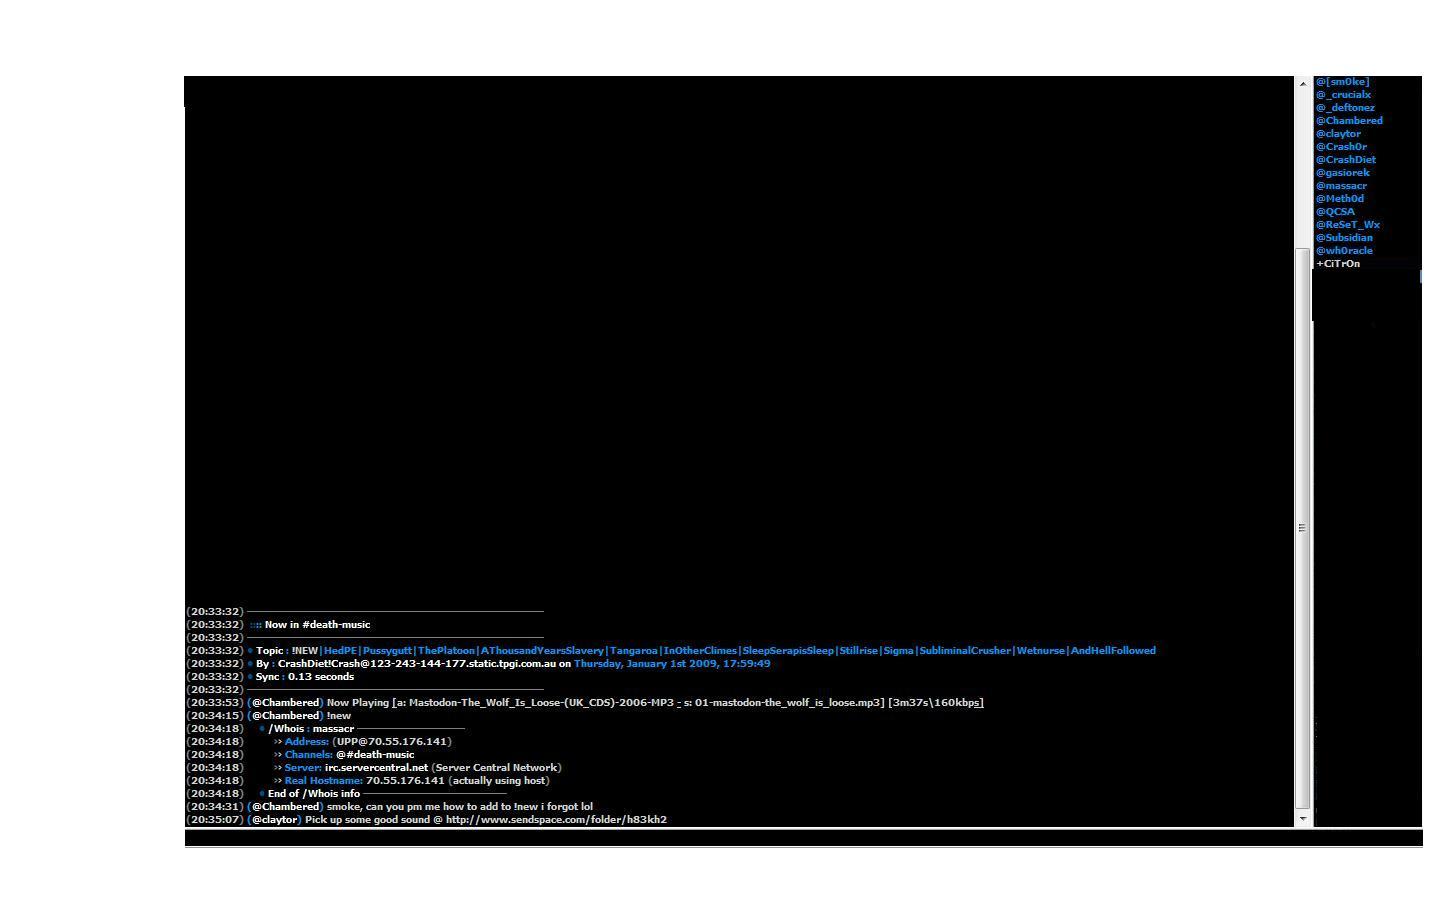 @[sm0ke]
@_crucialx
@_deftonez
@Chambered
@claytor
@Crash0r
@CrashDiet
@gasiorek
@massacr
@Meth0d
@QCSA
@ReSeT_Wx
@Subsidian
@wh0racle
+CiTrOn
(20:33:32)
(20:33:32) :::: Now in #death-music
(20:33:32)
(20:33:32) • Topic : !NEW|HedPE|Pussygutt|ThePlatoon|AThousandYearsSlavery|Tangaroa|InOtherClimes|SleepSerapisSleep|Stillrise|Sigma|SubliminalCrusher|Wetnurse|AndHellFollowed
(20:33:32) • By : CrashDiet!Crash@123-243-144-177.static.tpgi.com.au on Thursday, January 1st 2009, 17:59:49
(20:33:32) • Sync : 0.13 seconds
(20:33:32)
(20:33:53) (@Chambered) Now Playing [a: Mastodon-The_Wolf_Is_Loose-(UK_CDS)-2006-MP3 - s: 01-mastodon-the_wolf_is_loose.mp3] [3m37s\160kbps]
(20:34:15) (@Chambered) !new
(20:34:18) • /Whois : massacr
(20:34:18) ›› Address: (UPP@70.55.176.141)
(20:34:18) ›› Channels: @#death-music
(20:34:18) ›› Server: irc.servercentral.net (Server Central Network)
(20:34:18) ›› Real Hostname: 70.55.176.141 (actually using host)
(20:34:18) • End of /Whois info
(20:34:31) (@Chambered) smoke, can you pm me how to add to !new i forgot lol
(20:35:07) (@claytor) Pick up some good sound @ http://www.sendspace.com/folder/h83kh2